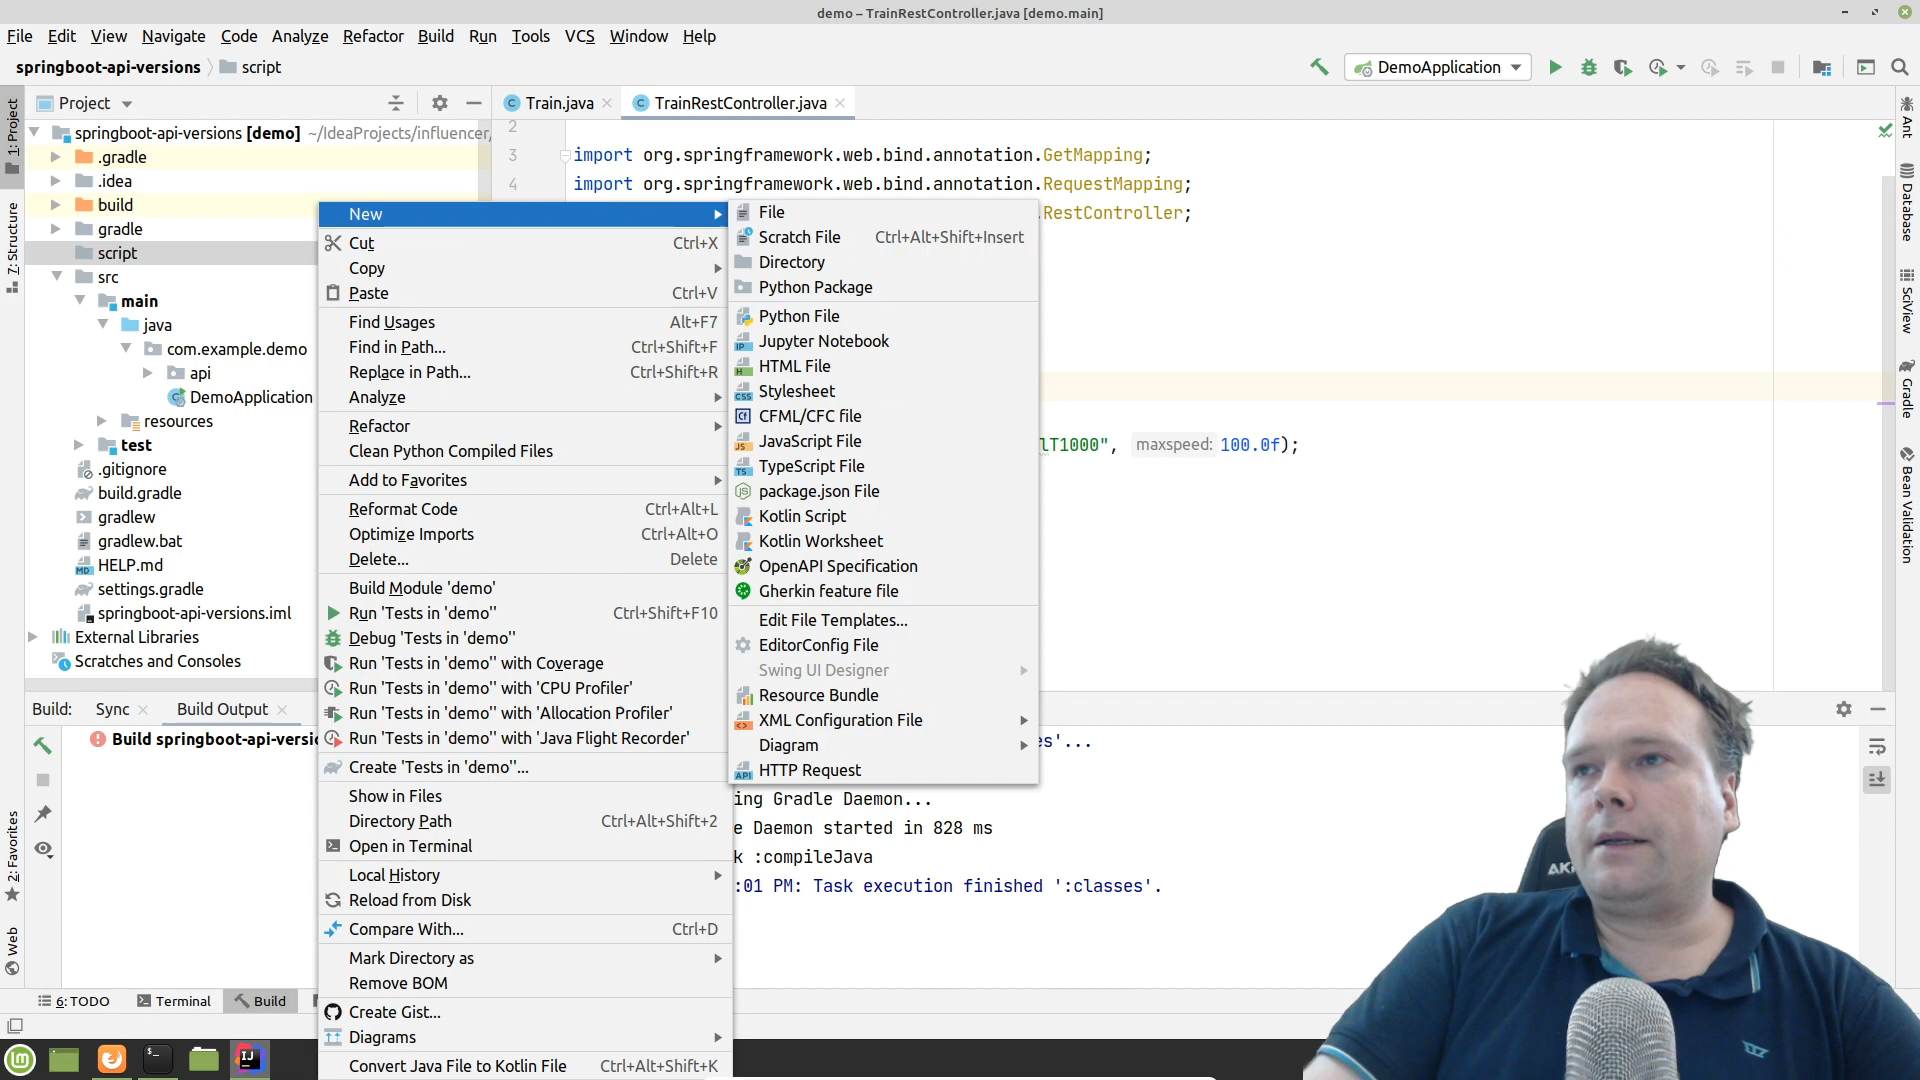 demo – TrainRestController.java [demo.main]
File Edit View Navigate Code Analyze Refactor Build Run Tools VCS Window Help
springboot-api-versions script
DemoApplication
Project
Train.java
TrainRestController.java
1: Project
7: Structure
2: Favorites
Web
springboot-api-versions [demo] ~/IdeaProjects/influencer/
.gradle
.idea
build
gradle
script
src
main
java
com.example.demo
api
DemoApplication
resources
test
.gitignore
build.gradle
gradlew
gradlew.bat
HELP.md
settings.gradle
springboot-api-versions.iml
External Libraries
Scratches and Consoles
2
3 import org.springframework.web.bind.annotation.GetMapping;
4 import org.springframework.web.bind.annotation.RequestMapping;
.RestController;
lT1000", maxspeed: 100.0f);
New
Cut Ctrl+X
Copy
Paste Ctrl+V
Find Usages Alt+F7
Find in Path... Ctrl+Shift+F
Replace in Path... Ctrl+Shift+R
Analyze
Refactor
Clean Python Compiled Files
Add to Favorites
Reformat Code Ctrl+Alt+L
Optimize Imports Ctrl+Alt+O
Delete... Delete
Build Module 'demo'
Run 'Tests in 'demo'' Ctrl+Shift+F10
Debug 'Tests in 'demo''
Run 'Tests in 'demo'' with Coverage
Run 'Tests in 'demo'' with 'CPU Profiler'
Run 'Tests in 'demo'' with 'Allocation Profiler'
Run 'Tests in 'demo'' with 'Java Flight Recorder'
Create 'Tests in 'demo''...
Show in Files
Directory Path Ctrl+Alt+Shift+2
Open in Terminal
Local History
Reload from Disk
Compare With... Ctrl+D
Mark Directory as
Remove BOM
Create Gist...
Diagrams
Convert Java File to Kotlin File Ctrl+Alt+Shift+K
File
Scratch File Ctrl+Alt+Shift+Insert
Directory
Python Package
Python File
Jupyter Notebook
HTML File
Stylesheet
CFML/CFC file
JavaScript File
TypeScript File
package.json File
Kotlin Script
Kotlin Worksheet
OpenAPI Specification
Gherkin feature file
Edit File Templates...
EditorConfig File
Swing UI Designer
Resource Bundle
XML Configuration File
Diagram
HTTP Request
Ant
Database
SciView
Gradle
Bean Validation
Build: Sync Build Output
Build springboot-api-versio
es'...
ing Gradle Daemon...
e Daemon started in 828 ms
k :compileJava
:01 PM: Task execution finished ':classes'.
6: TODO Terminal Build